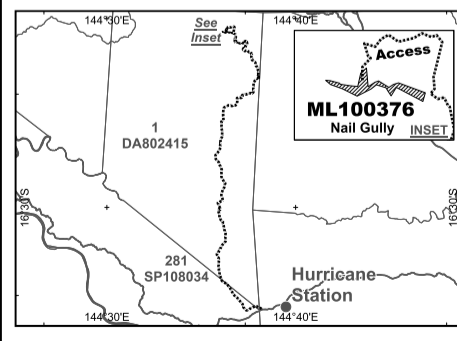 144°30'E
144°40'E
See
Inset
Access
ML100376
Nail Gully
INSET
1
DA802415
16°30'S
16°30'S
281
SP108034
Hurricane
Station
144°30'E
144°40'E